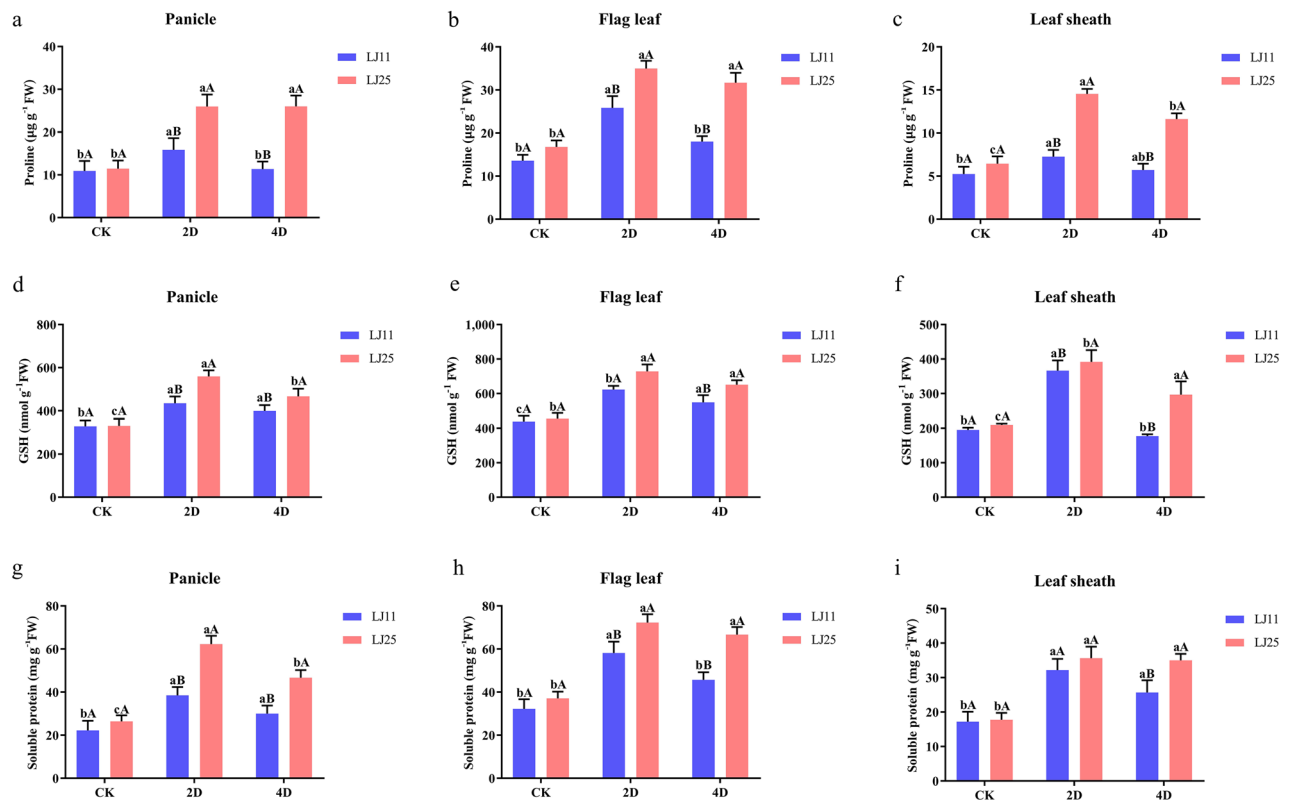 a
Panicle
Proline (µg g⁻¹ FW)
40
30
20
10
0
bA bA aB aA bB aA
CK 2D 4D
LJ11
LJ25
b
Flag leaf
Proline (µg g⁻¹ FW)
40
30
20
10
0
bA bA aB aA bB aA
CK 2D 4D
LJ11
LJ25
c
Leaf sheath
Proline (µg g⁻¹ FW)
20
15
10
5
0
bA cA aB aA abB bA
CK 2D 4D
LJ11
LJ25
d
Panicle
GSH (nmol g⁻¹FW)
800
600
400
200
0
bA cA aB aA aB bA
CK 2D 4D
LJ11
LJ25
e
Flag leaf
GSH (nmol g⁻¹ FW)
1,000
800
600
400
200
0
cA bA bA aA aB aA
CK 2D 4D
LJ11
LJ25
f
Leaf sheath
GSH (nmol g⁻¹ FW)
500
400
300
200
100
0
bA cA aB bA bB aA
CK 2D 4D
LJ11
LJ25
g
Panicle
Soluble protein (mg g⁻¹FW)
80
60
40
20
0
bA cA aB aA aB bA
CK 2D 4D
LJ11
LJ25
h
Flag leaf
Soluble protein (mg g⁻¹FW)
80
60
40
20
0
bA bA aB aA bB aA
CK 2D 4D
LJ11
LJ25
i
Leaf sheath
Soluble protein (mg g⁻¹FW)
50
40
30
20
10
0
bA bA aA aA aB aA
CK 2D 4D
LJ11
LJ25